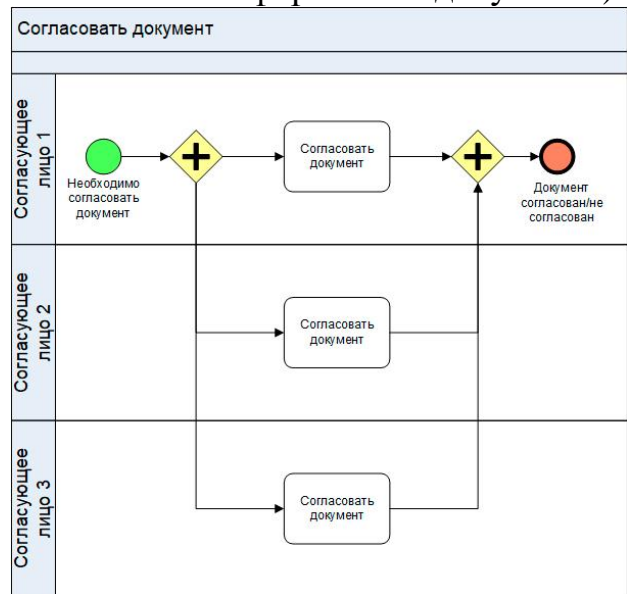 Согласовать документ
Согласующее
лицо 1
Необходимо
согласовать
документ
Согласовать
документ
Документ
согласован/не
согласован
Согласующее
лицо 2
Согласовать
документ
Согласующее
лицо 3
Согласовать
документ